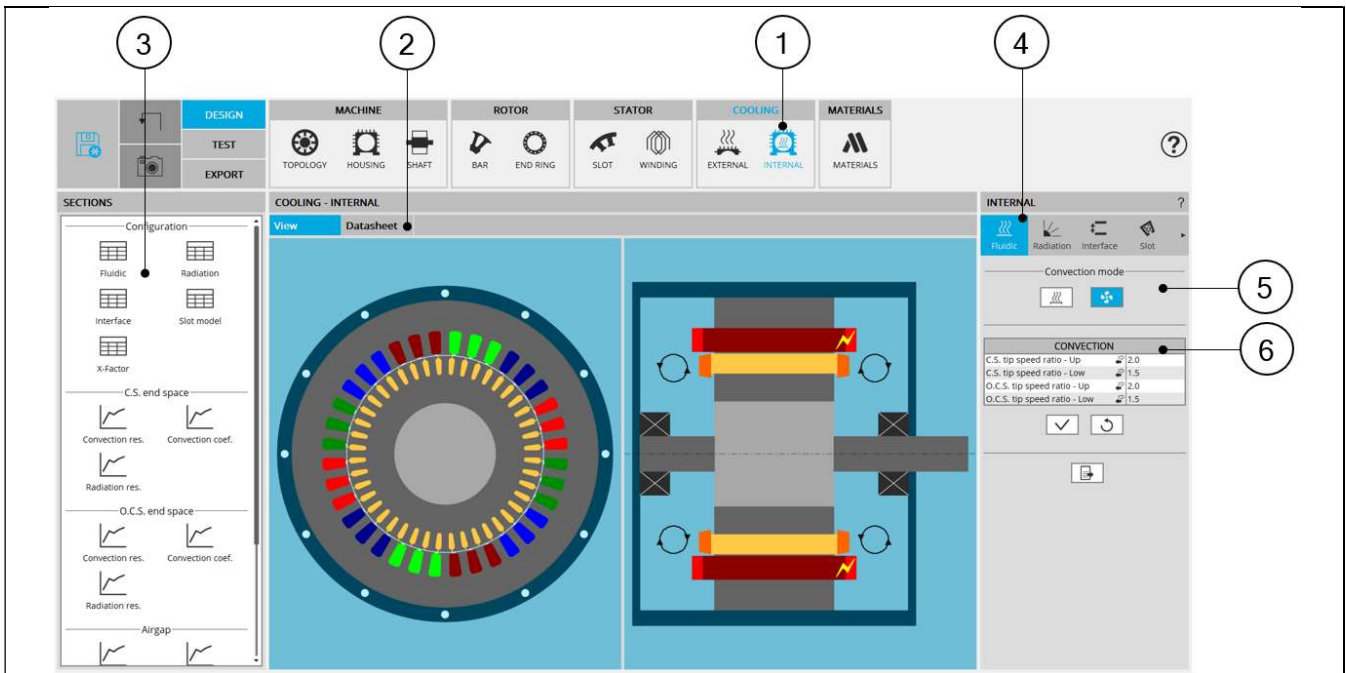 3
2
1
4
DESIGN
TEST
EXPORT
MACHINE
TOPOLOGY
HOUSING
SHAFT
ROTOR
BAR
END RING
STATOR
SLOT
WINDING
COOLING
EXTERNAL
INTERNAL
MATERIALS
MATERIALS
?
SECTIONS
Configuration
Fluidic
Radiation
Interface
Slot model
X-Factor
C.S. end space
Convection res.
Convection coef.
Radiation res.
O.C.S. end space
Convection res.
Convection coef.
Radiation res.
Airgap
COOLING - INTERNAL
View
Datasheet
INTERNAL
?
Fluidic
Radiation
Interface
Slot
Convection mode
5
CONVECTION
6
C.S. tip speed ratio - Up 2.0
C.S. tip speed ratio - Low 1.5
O.C.S. tip speed ratio - Up 2.0
O.C.S. tip speed ratio - Low 1.5